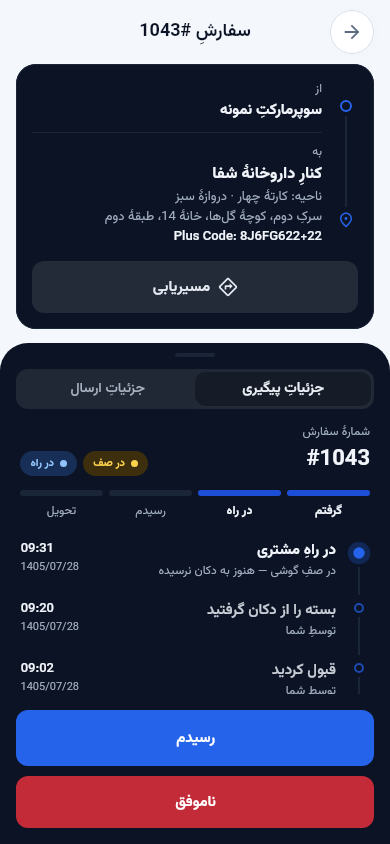 سفارشِ #1043
از
سوپرمارکتِ نمونه
به
کنارِ داروخانهٔ شفا
ناحیه: کارتهٔ چهار · دروازهٔ سبز
سرکِ دوم، کوچهٔ گل‌ها، خانهٔ 14، طبقهٔ دوم
Plus Code: 8J6FG622+22
مسیریابی
جزئیاتِ پیگیری
جزئیاتِ ارسال
شمارهٔ سفارش
#1043
در صف
در راه
گرفتم
در راه
رسیدم
تحویل
در راهِ مشتری
09:31
در صفِ گوشی — هنوز به دکان نرسیده
1405/07/28
بسته را از دکان گرفتید
09:20
توسطِ شما
1405/07/28
قبول کردید
09:02
توسطِ شما
1405/07/28
رسیدم
ناموفق